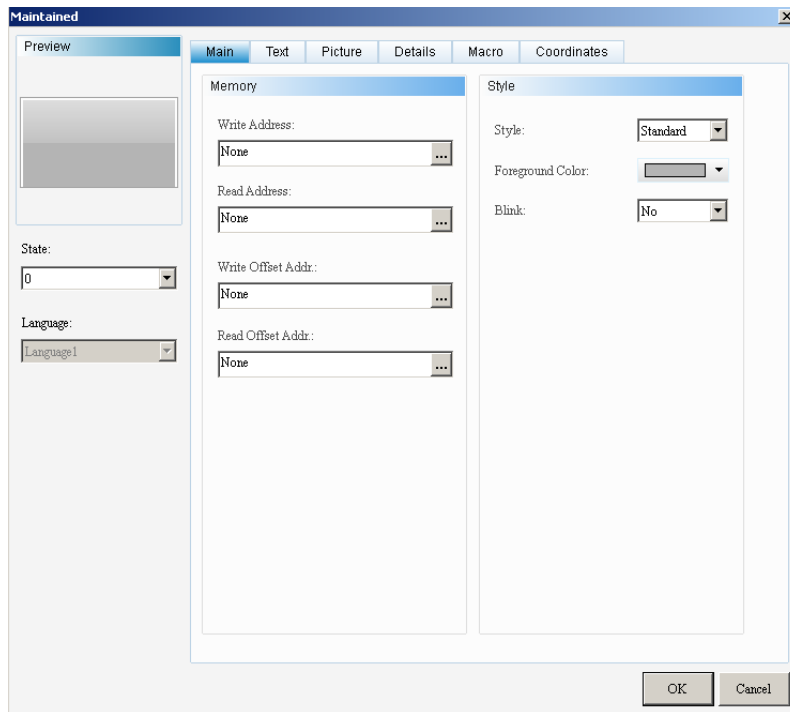 Maintained
Preview
Main Text Picture Details Macro Coordinates
State:
0
Language:
Language1
Memory
Write Address:
None
...
Read Address:
None
...
Write Offset Addr.:
None
...
Read Offset Addr.:
None
...
Style
Style:
Standard
Foreground Color:
Blink:
No
OK
Cancel